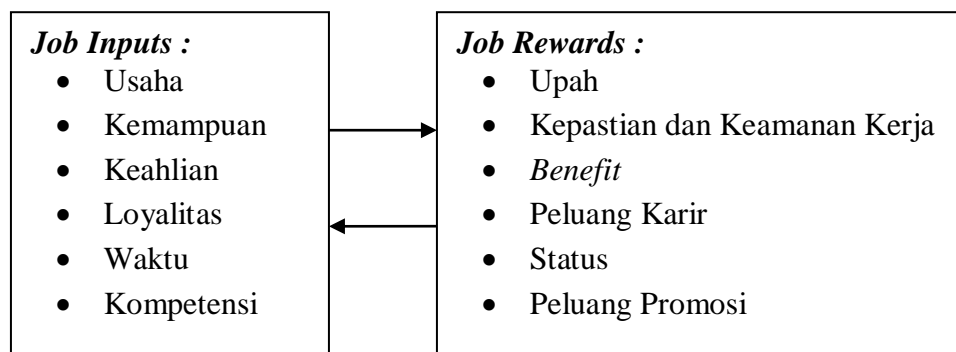 Job Inputs :
• Usaha
• Kemampuan
• Keahlian
• Loyalitas
• Waktu
• Kompetensi
Job Rewards :
• Upah
• Kepastian dan Keamanan Kerja
• Benefit
• Peluang Karir
• Status
• Peluang Promosi